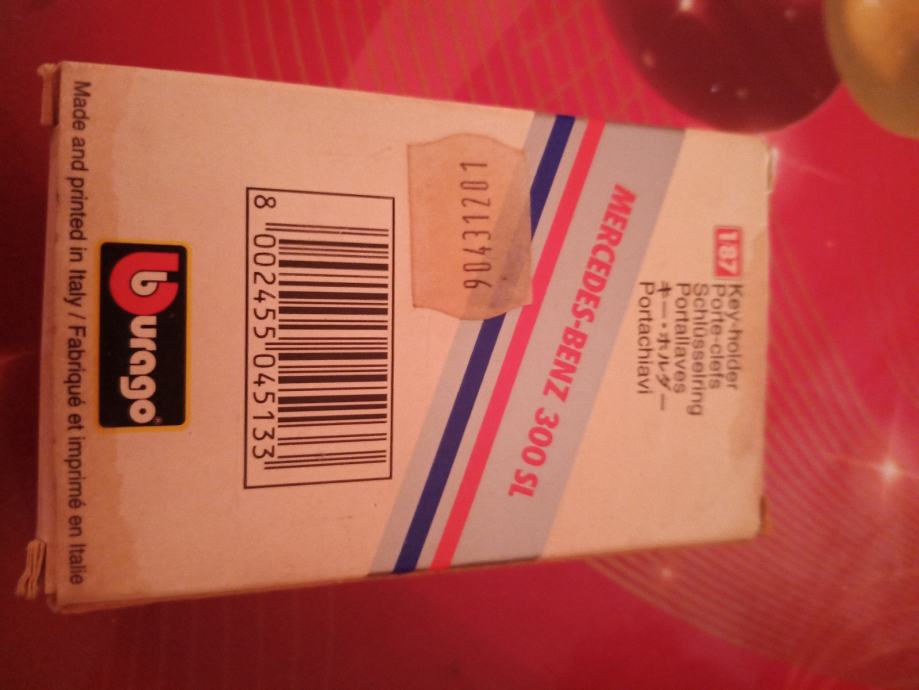 1:87
Key-holder
Porte-clefs
Schlüsselring
Portallaves
キー・ホルダー
Portachiavi
MERCEDES-BENZ 300 SL
90431201
8 002455 045133
burago
Made and printed in Italy / Fabriqué et imprimé en Italie